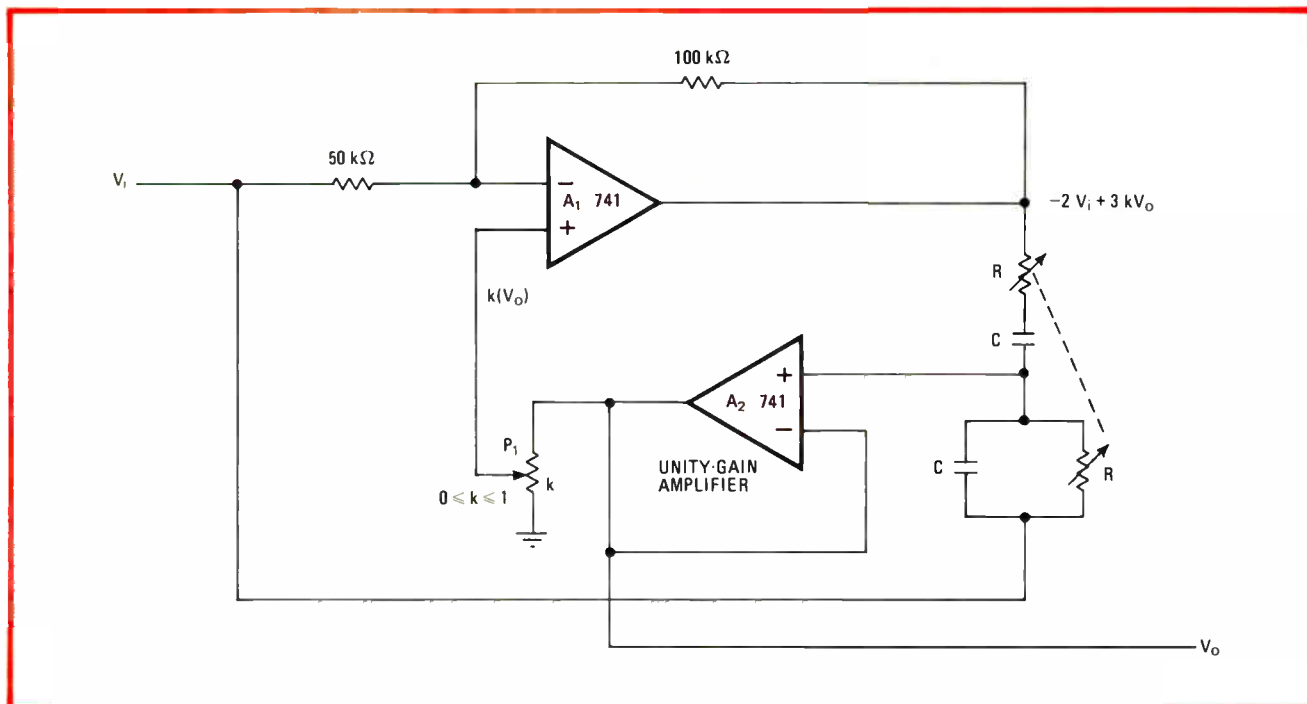 100 kΩ
50 kΩ
Vi
−
A1 741
+
−2 Vi + 3 kVo
R
k(Vo)
C
+
A2 741
−
P1
k
0 ≤ k ≤ 1
UNITY-GAIN
AMPLIFIER
C
R
Vo